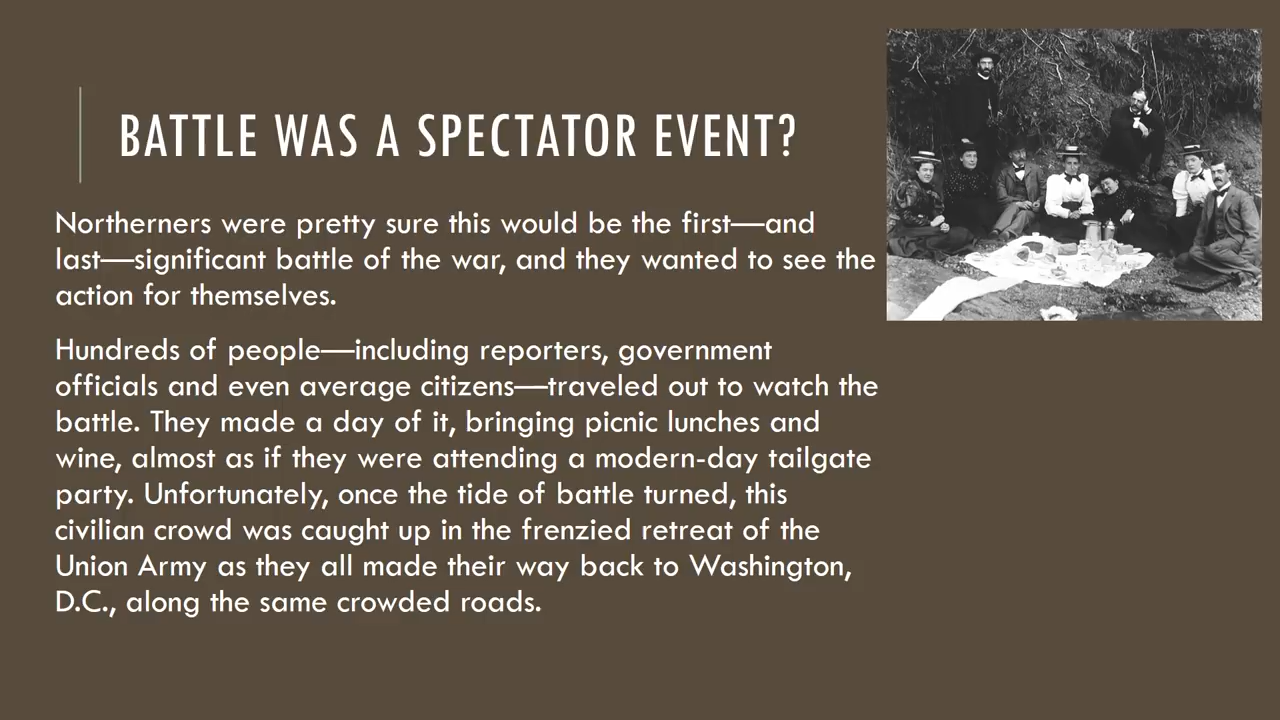 BATTLE WAS A SPECTATOR EVENT?
Northerners were pretty sure this would be the first—and
last—significant battle of the war, and they wanted to see the
action for themselves.
Hundreds of people—including reporters, government
officials and even average citizens—traveled out to watch the
battle. They made a day of it, bringing picnic lunches and
wine, almost as if they were attending a modern-day tailgate
party. Unfortunately, once the tide of battle turned, this
civilian crowd was caught up in the frenzied retreat of the
Union Army as they all made their way back to Washington,
D.C., along the same crowded roads.